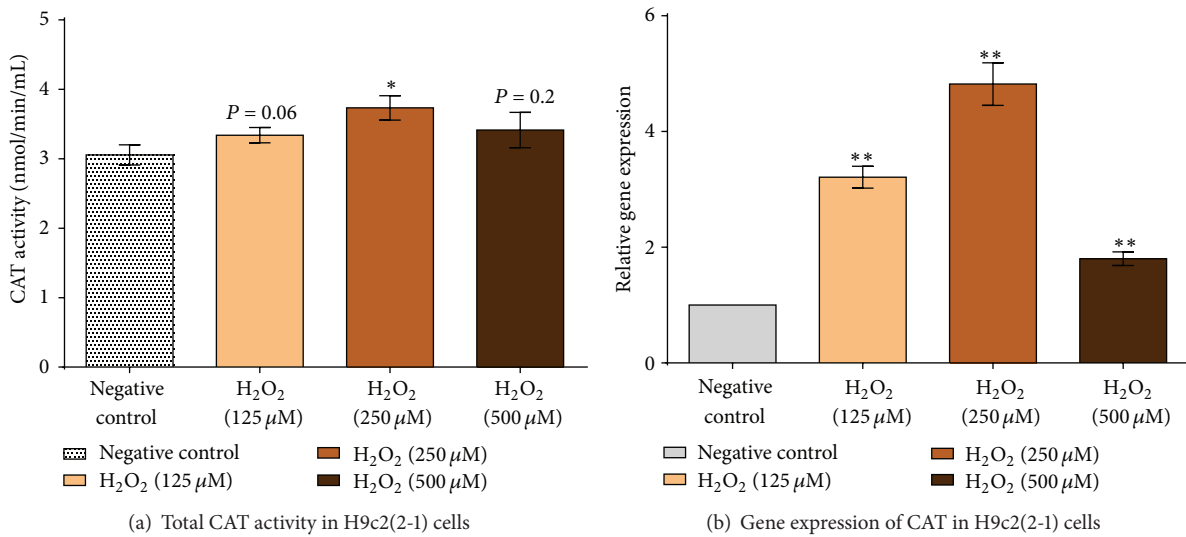 CAT activity (nmol/min/mL)
5
4
3
2
1
0
P = 0.06
*
P = 0.2
Negative control
H₂O₂ (125 μM)
H₂O₂ (250 μM)
H₂O₂ (500 μM)
Negative control
H₂O₂ (125 μM)
H₂O₂ (250 μM)
H₂O₂ (500 μM)
(a) Total CAT activity in H9c2(2-1) cells
Relative gene expression
6
4
2
0
**
**
**
Negative control
H₂O₂ (125 μM)
H₂O₂ (250 μM)
H₂O₂ (500 μM)
Negative control
H₂O₂ (125 μM)
H₂O₂ (250 μM)
H₂O₂ (500 μM)
(b) Gene expression of CAT in H9c2(2-1) cells